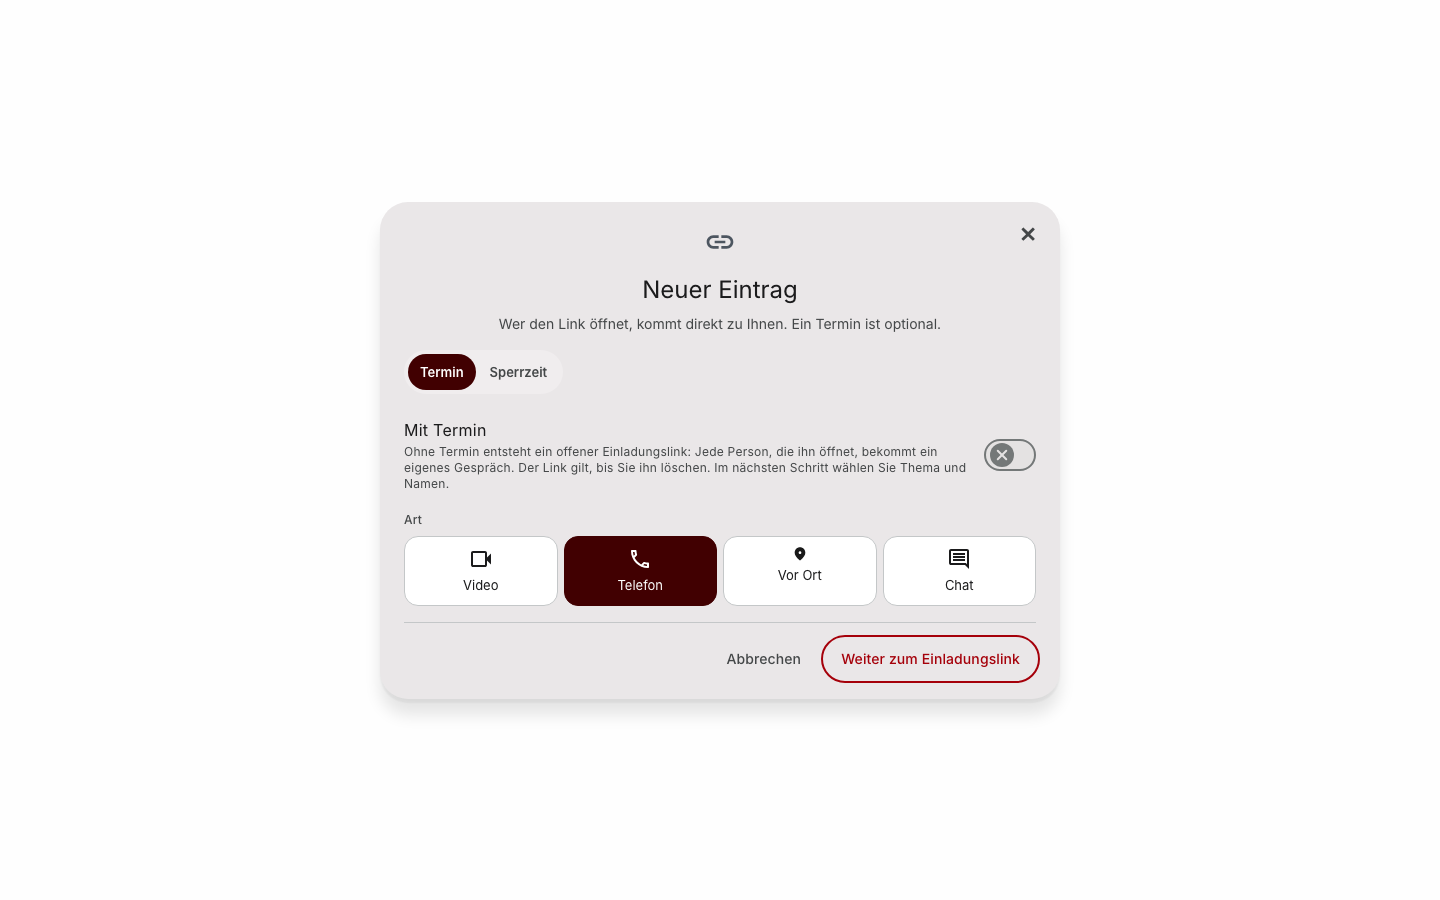 Neuer Eintrag
Wer den Link öffnet, kommt direkt zu Ihnen. Ein Termin ist optional.
Termin
Sperrzeit
Mit Termin
Ohne Termin entsteht ein offener Einladungslink: Jede Person, die ihn öffnet, bekommt ein
eigenes Gespräch. Der Link gilt, bis Sie ihn löschen. Im nächsten Schritt wählen Sie Thema und
Namen.
Art
Video
Telefon
Vor Ort
Chat
Abbrechen
Weiter zum Einladungslink